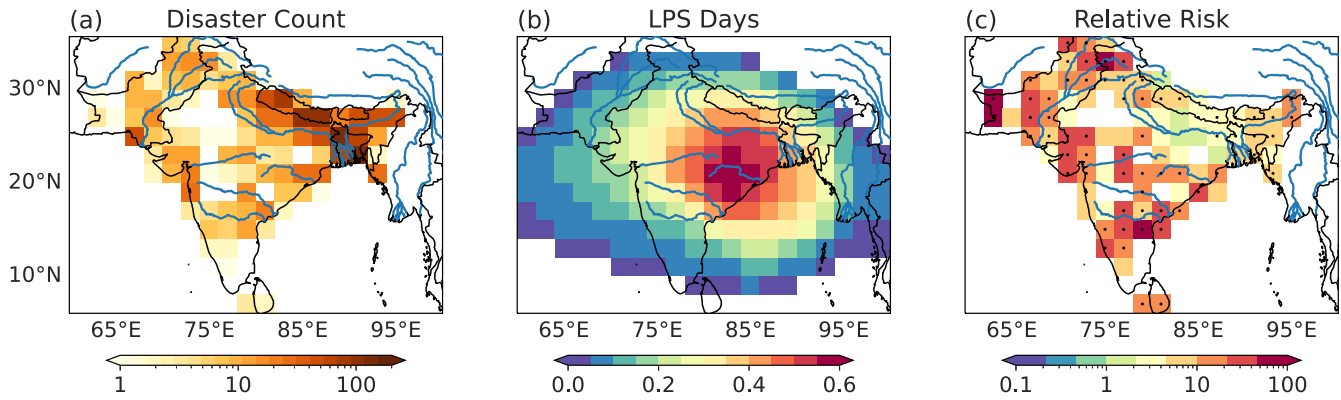 (a) Disaster Count
(b) LPS Days
(c) Relative Risk
30°N
20°N
10°N
65°E 75°E 85°E 95°E
65°E 75°E 85°E 95°E
65°E 75°E 85°E 95°E
1 10 100
0.0 0.2 0.4 0.6
0.1 1 10 100